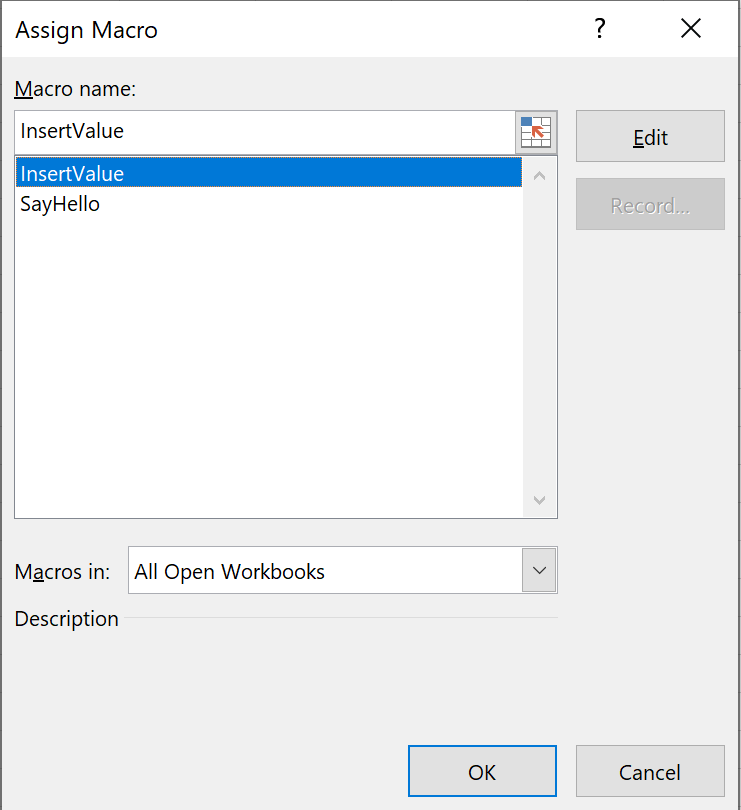 Assign Macro
?
Macro name:
InsertValue
Edit
InsertValue
SayHello
Record...
Macros in:
All Open Workbooks
Description
OK
Cancel